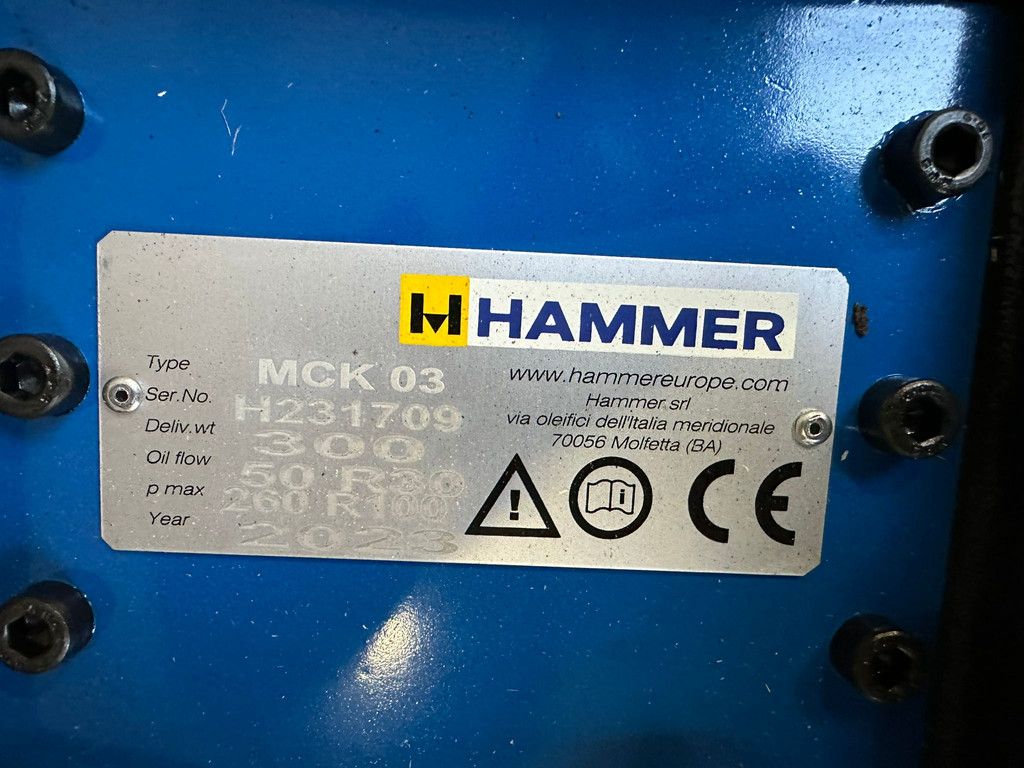 H HAMMER
www.hammereurope.com
Hammer srl
via oleifici dell'Italia meridionale
70056 Molfetta (BA)
Type MCK 03
Ser.No. H231709
Deliv.wt 300
Oil flow 50 R30
p max 260 R100
Year 2023
CE